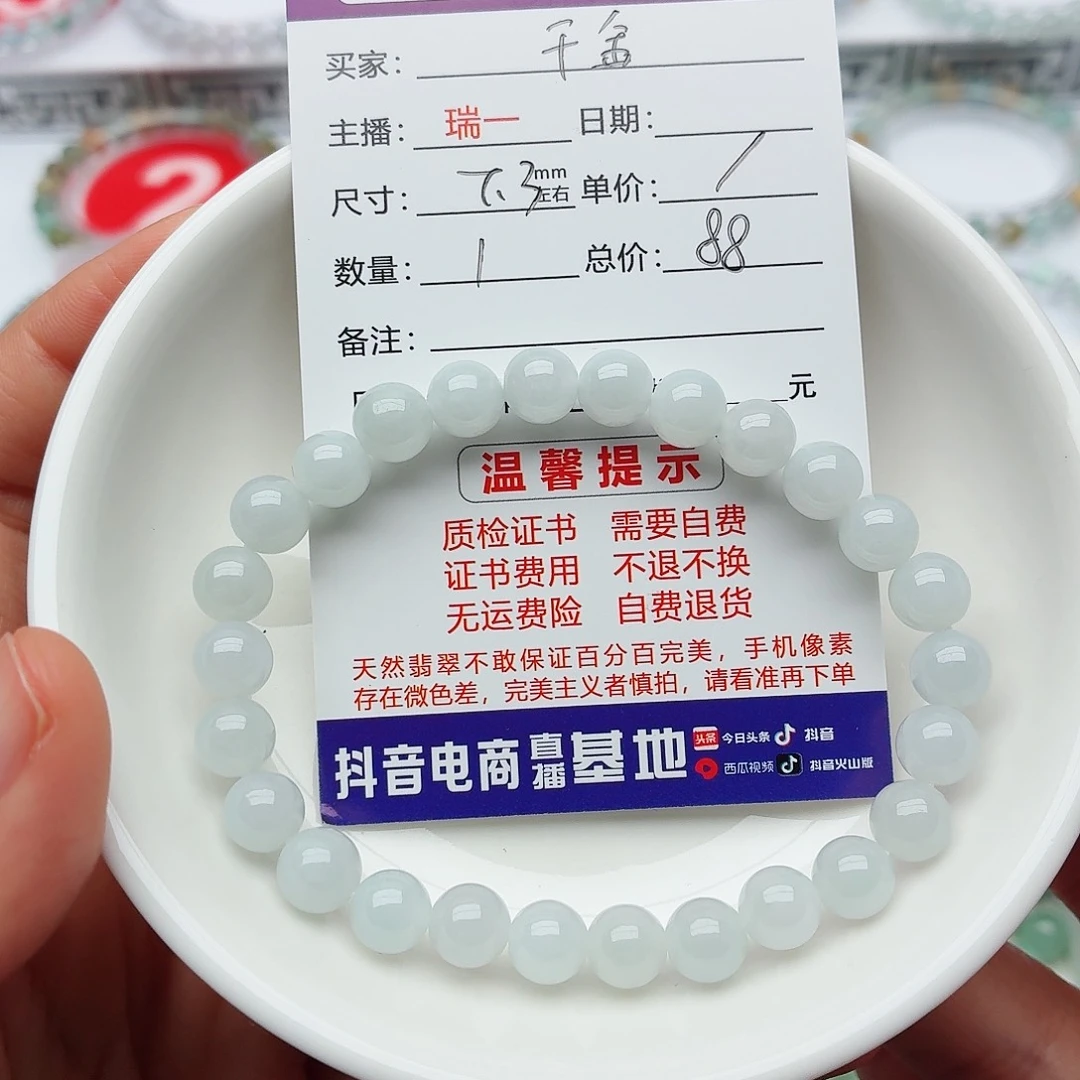 买家：千金
主播：瑞一 日期：
尺寸：7.3mm左右 单价：/
数量：1 总价：88
备注：
元
温馨提示
质检证书 需要自费
证书费用 不退不换
无运费险 自费退货
天然翡翠不敢保证百分百完美，手机像素
存在微色差，完美主义者慎拍，请看准再下单
抖音电商直播基地 头条 今日头条 抖音
西瓜视频 抖音火山版